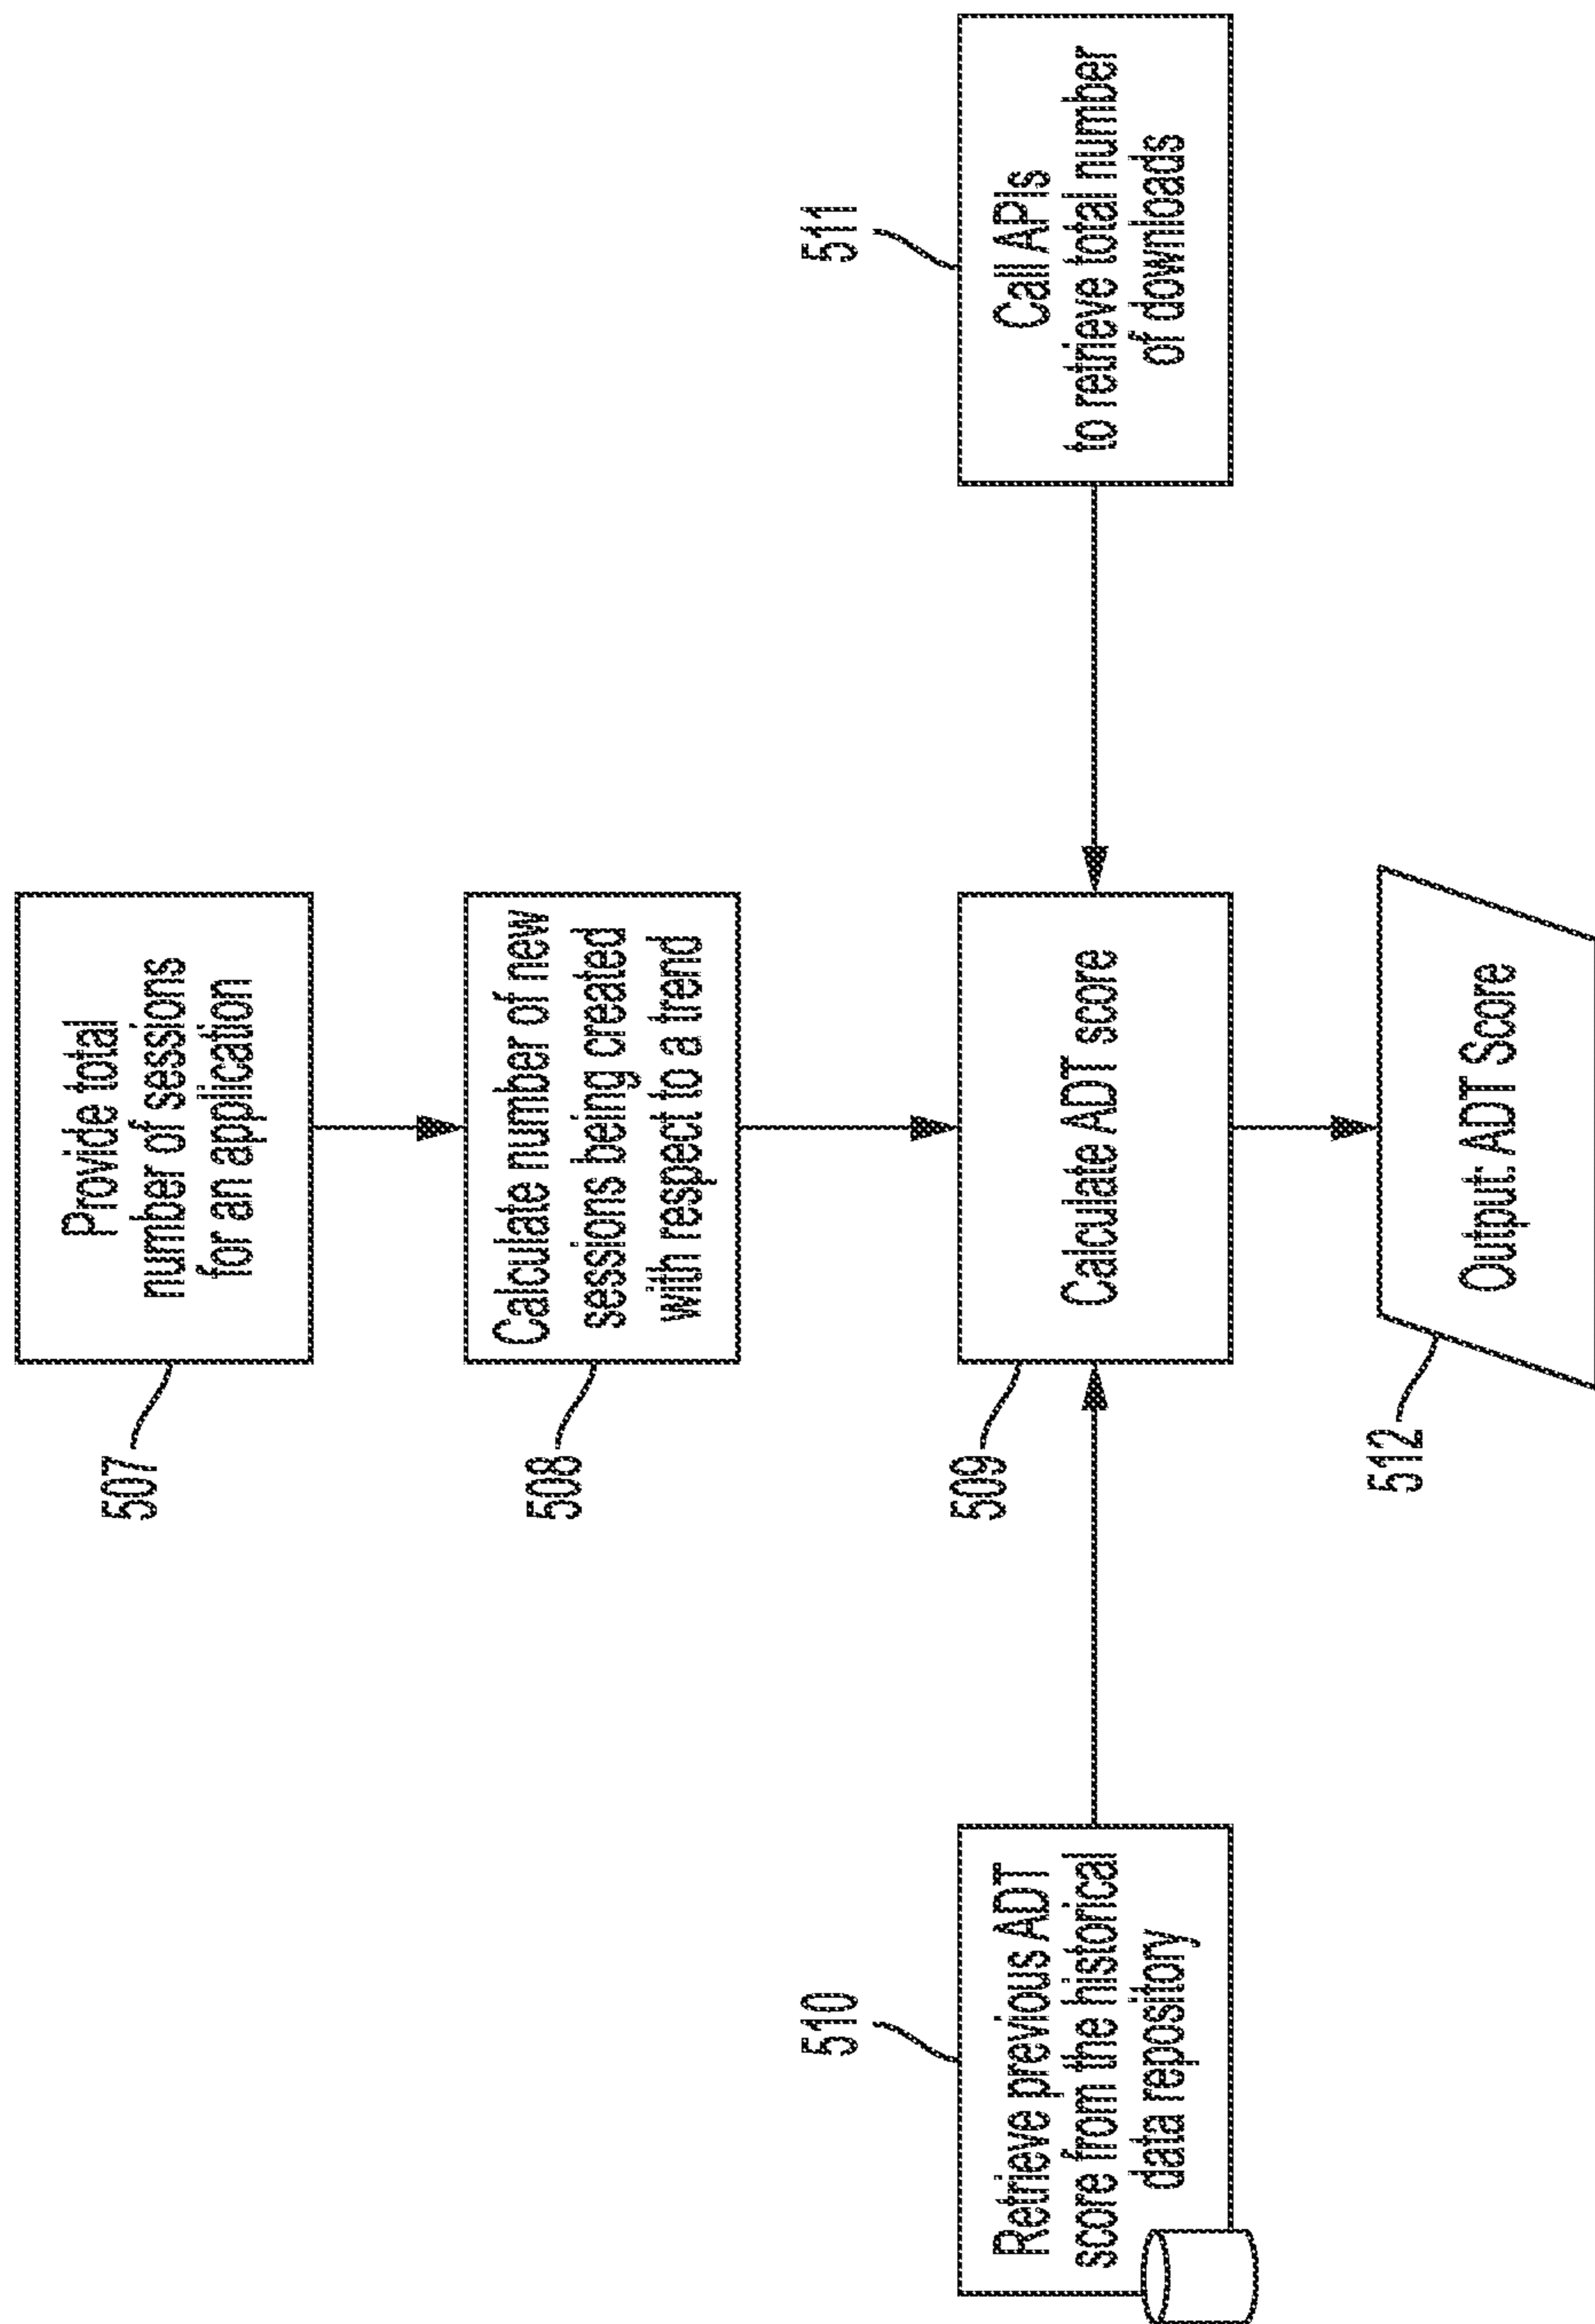 Provide total
number of sessions
for an application
507
Calculate number of new
sessions being created
with respect to a trend
508
510
Retrieve previous ADT
score from the historical
data repository
509
Calculate ADT score
511
Call APIs
to retrieve total number
of downloads
512
Output: ADT Score